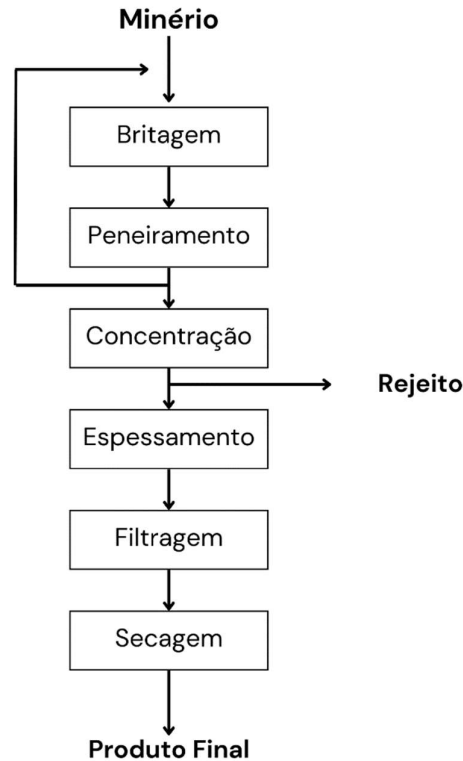 Minério
Britagem
Peneiramento
Concentração
Rejeito
Espessamento
Filtragem
Secagem
Produto Final